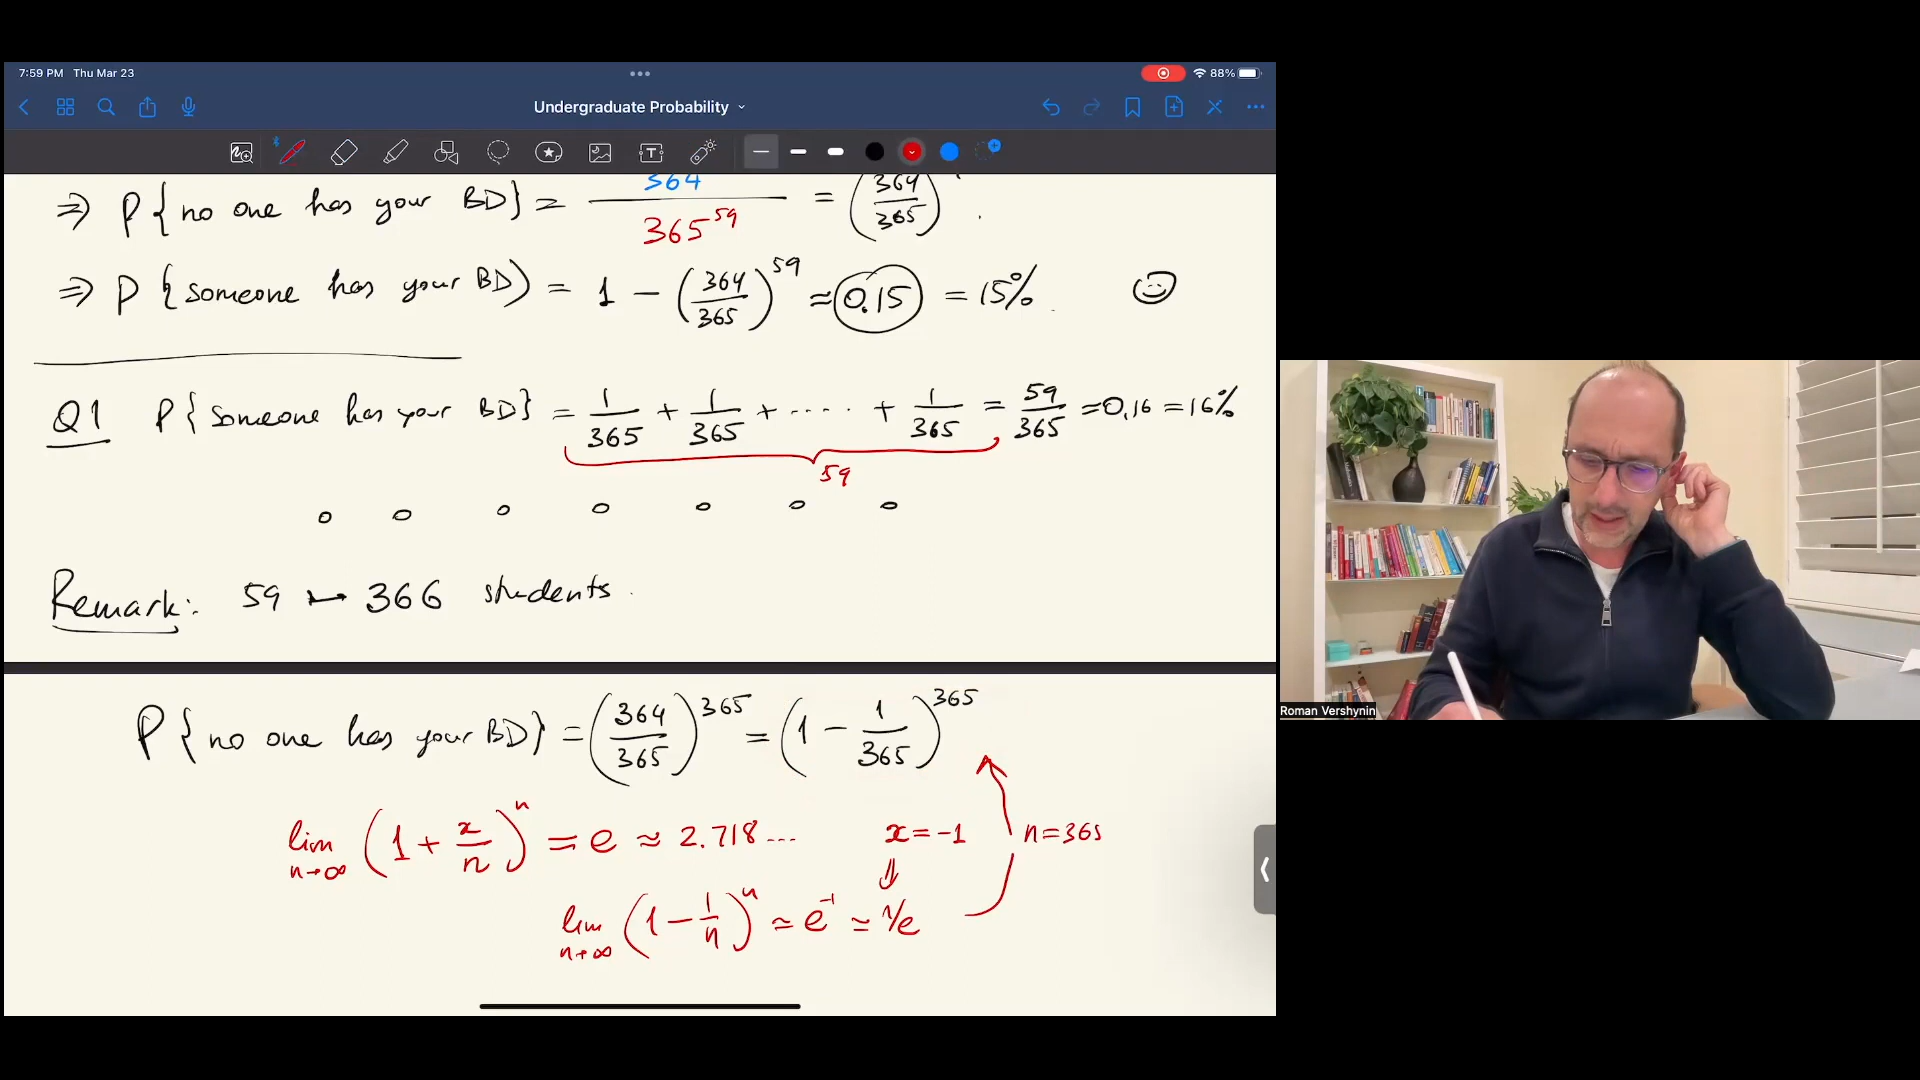 7:59 PM Thu Mar 23
88%
Undergraduate Probability
⇒ P{no one has your BD} = 364 / 365^59 = (364/365)
⇒ P{someone has your BD) = 1 − (364/365)^59 ≈ 0.15 = 15%
Q1 P{Someone has your BD} = 1/365 + 1/365 + ..... + 1/365 = 59/365 = 0,16 = 16%
59
Remark: 59 ↦ 366 students.
P{no one has your BD} = (364/365)^365 = (1 − 1/365)^365
lim n→∞ (1 + x/n)^n = e ≈ 2.718... x = −1 n = 365
⇓
lim n→∞ (1 − 1/n)^n ≃ e^-1 ≃ 1/e
Roman Vershynin